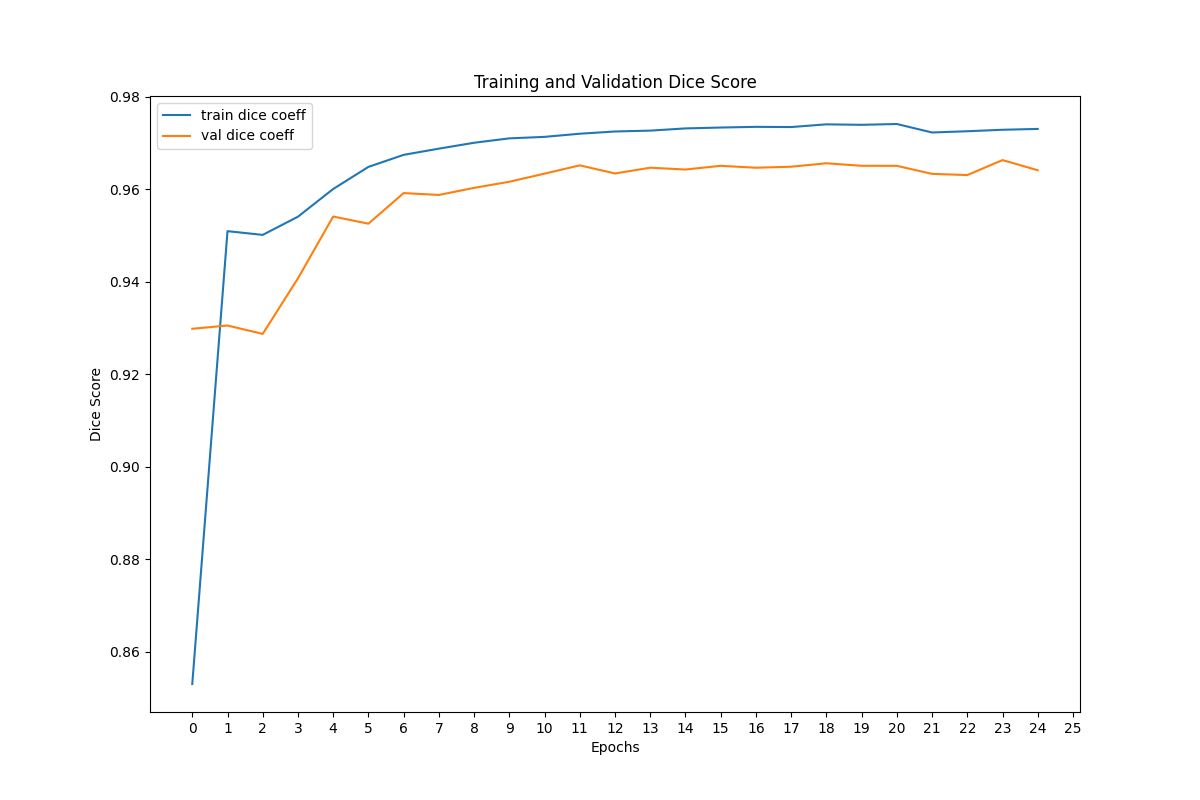 Training and Validation Dice Score
train dice coeff
val dice coeff
0.98
0.96
0.94
0.92
0.90
0.88
0.86
Dice Score
0 1 2 3 4 5 6 7 8 9 10 11 12 13 14 15 16 17 18 19 20 21 22 23 24 25
Epochs